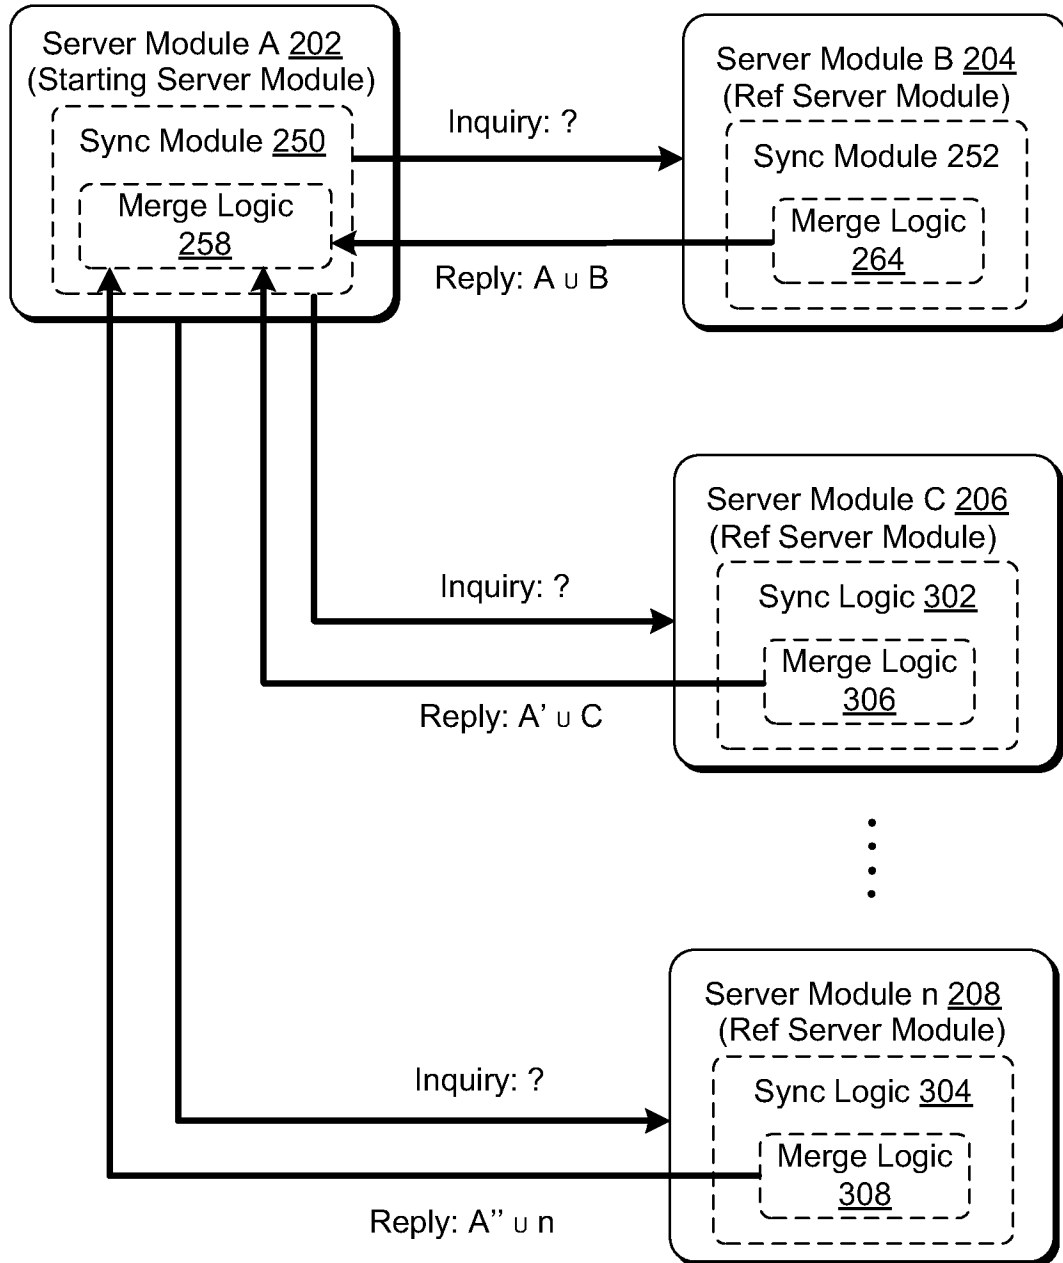 Server Module A 202
(Starting Server Module)
Sync Module 250
Merge Logic
258
Inquiry: ?
Reply: A ∪ B
Server Module B 204
(Ref Server Module)
Sync Module 252
Merge Logic
264
Server Module C 206
(Ref Server Module)
Sync Logic 302
Merge Logic
306
Inquiry: ?
Reply: A' ∪ C
Server Module n 208
(Ref Server Module)
Sync Logic 304
Merge Logic
308
Inquiry: ?
Reply: A'' ∪ n